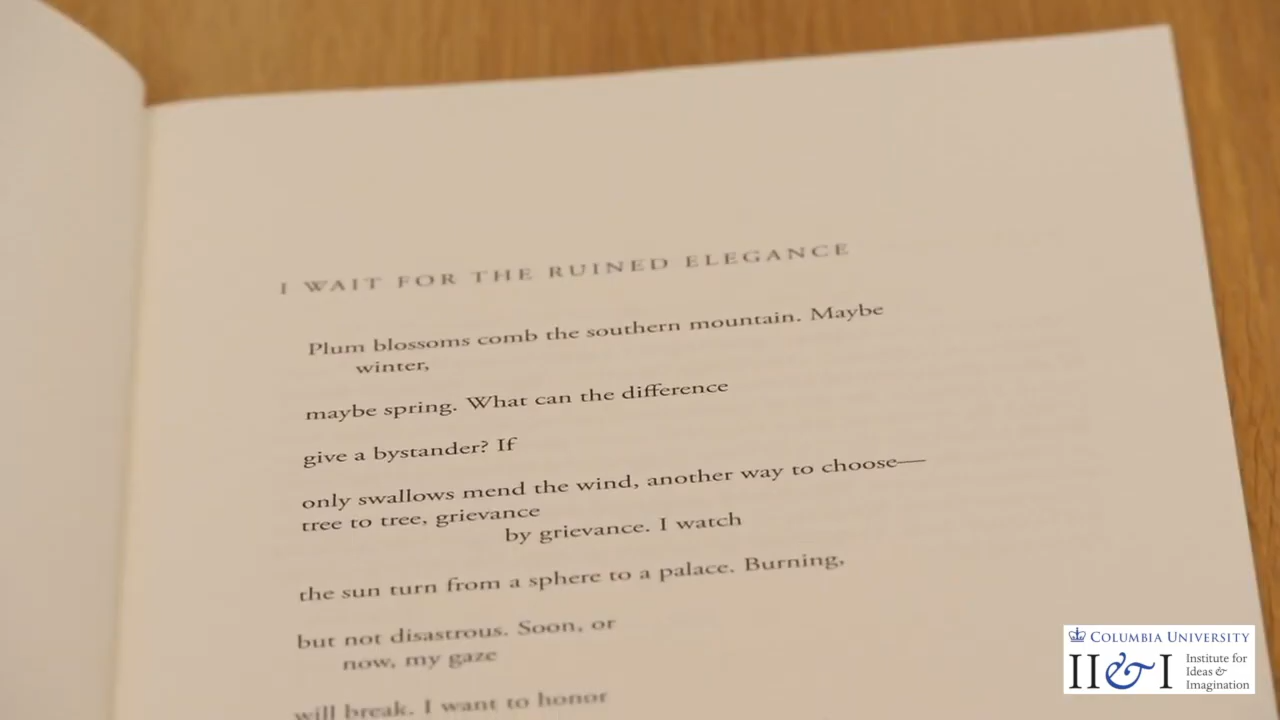 I WAIT FOR THE RUINED ELEGANCE
Plum blossoms comb the southern mountain. Maybe
winter,
maybe spring. What can the difference
give a bystander? If
only swallows mend the wind, another way to choose—
tree to tree, grievance
by grievance. I watch
the sun turn from a sphere to a palace. Burning,
but not disastrous. Soon, or
now, my gaze
will break. I want to honor
COLUMBIA UNIVERSITY
II&I
Institute for
Ideas &
Imagination